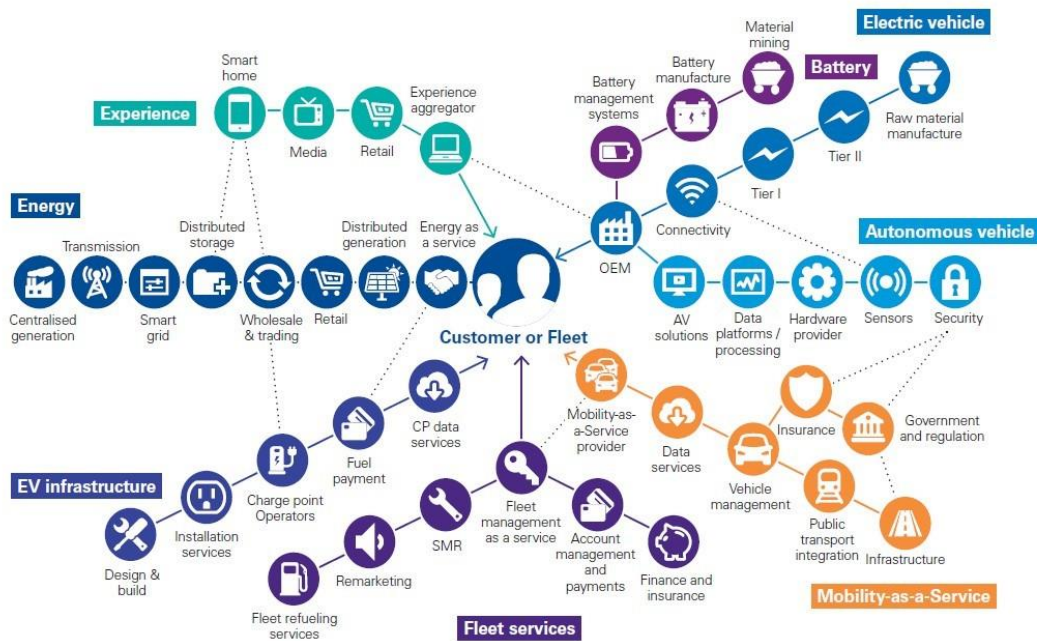 Electric vehicle
Material
mining
Battery
Battery
manufacture
Battery
management
systems
Raw material
manufacture
Tier II
Tier I
Connectivity
OEM
Smart
home
Experience
aggregator
Experience
Media
Retail
Energy
Transmission
Distributed
storage
Distributed
generation
Energy as
a service
Centralised
generation
Smart
grid
Wholesale
& trading
Retail
Customer or Fleet
Autonomous vehicle
AV
solutions
Data
platforms /
processing
Hardware
provider
Sensors
Security
EV infrastructure
CP data
services
Fuel
payment
Charge point
Operators
Installation
services
Design &
build
Mobility-as-
a-Service
provider
Data
services
Vehicle
management
Insurance
Government
and regulation
Public
transport
integration
Infrastructure
Mobility-as-a-Service
Fleet
management
as a service
SMR
Remarketing
Fleet refueling
services
Account
management
and
payments
Finance and
insurance
Fleet services